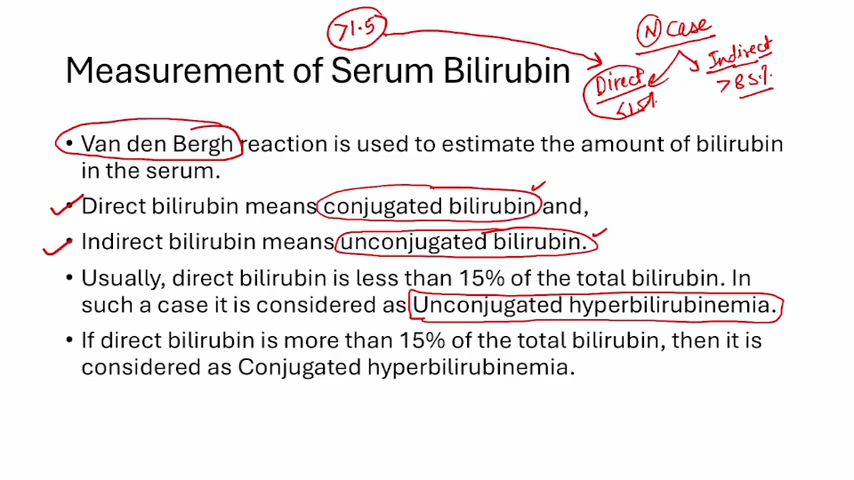 >1.5
N case
Direct
<15%
Indirect
>85%
Measurement of Serum Bilirubin
• Van den Bergh reaction is used to estimate the amount of bilirubin
in the serum.
• Direct bilirubin means conjugated bilirubin and,
• Indirect bilirubin means unconjugated bilirubin.
• Usually, direct bilirubin is less than 15% of the total bilirubin. In
such a case it is considered as Unconjugated hyperbilirubinemia.
• If direct bilirubin is more than 15% of the total bilirubin, then it is
considered as Conjugated hyperbilirubinemia.